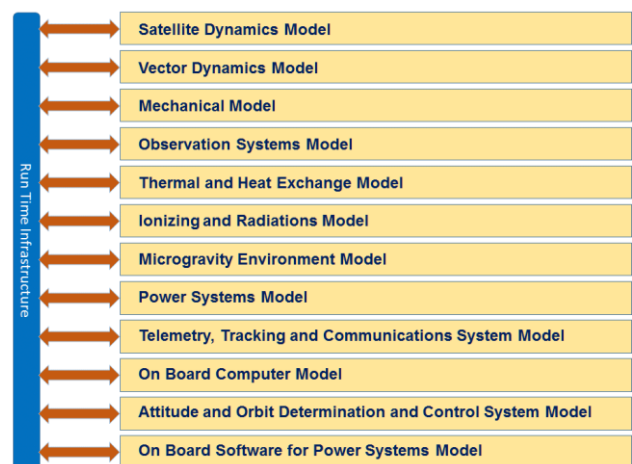 Run Time Infrastructure
Satellite Dynamics Model
Vector Dynamics Model
Mechanical Model
Observation Systems Model
Thermal and Heat Exchange Model
Ionizing and Radiations Model
Microgravity Environment Model
Power Systems Model
Telemetry, Tracking and Communications System Model
On Board Computer Model
Attitude and Orbit Determination and Control System Model
On Board Software for Power Systems Model